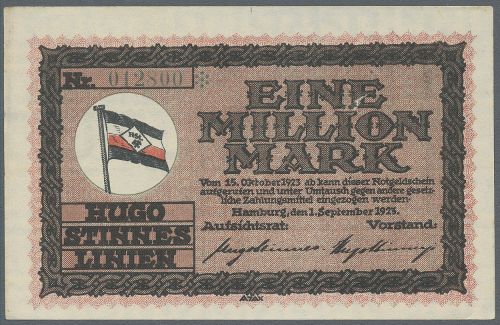 Nr. 012800 *
EINE
MILLION
MARK
Vom 15. Oktober 1923 ab kann dieser Notgeldschein
aufgerufen und unter Umtausch gegen andere gesetz-
liche Zahlungsmittel eingezogen werden
Hamburg, den 1. September 1923.
Aufsichtsrat: Vorstand:
HUGO
STINNES
LINIEN